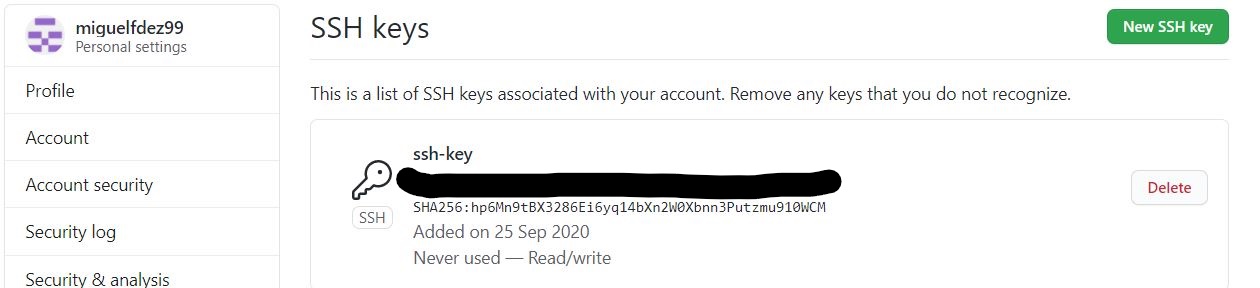 miguelfdez99
Personal settings
Profile
Account
Account security
Security log
Security & analysis
SSH keys
New SSH key
This is a list of SSH keys associated with your account. Remove any keys that you do not recognize.
ssh-key
SHA256:hp6Mn9tBX3286Ei6yq14bXn2W0Xbnn3Putzmu910WCM
SSH
Added on 25 Sep 2020
Never used — Read/write
Delete